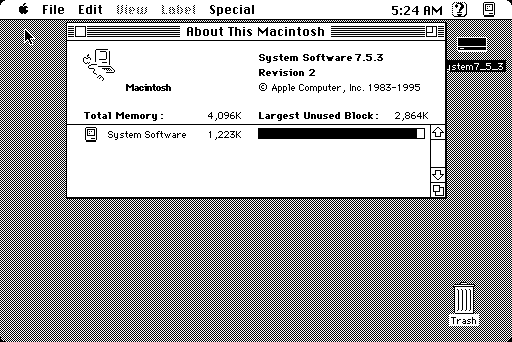 File Edit View Label Special 5:24 AM
About This Macintosh
System Software 7.5.3
Revision 2
Macintosh
© Apple Computer, Inc. 1983-1995
Total Memory: 4,096K Largest Unused Block: 2,864K
System Software 1,223K
ystem7_5_3
Trash